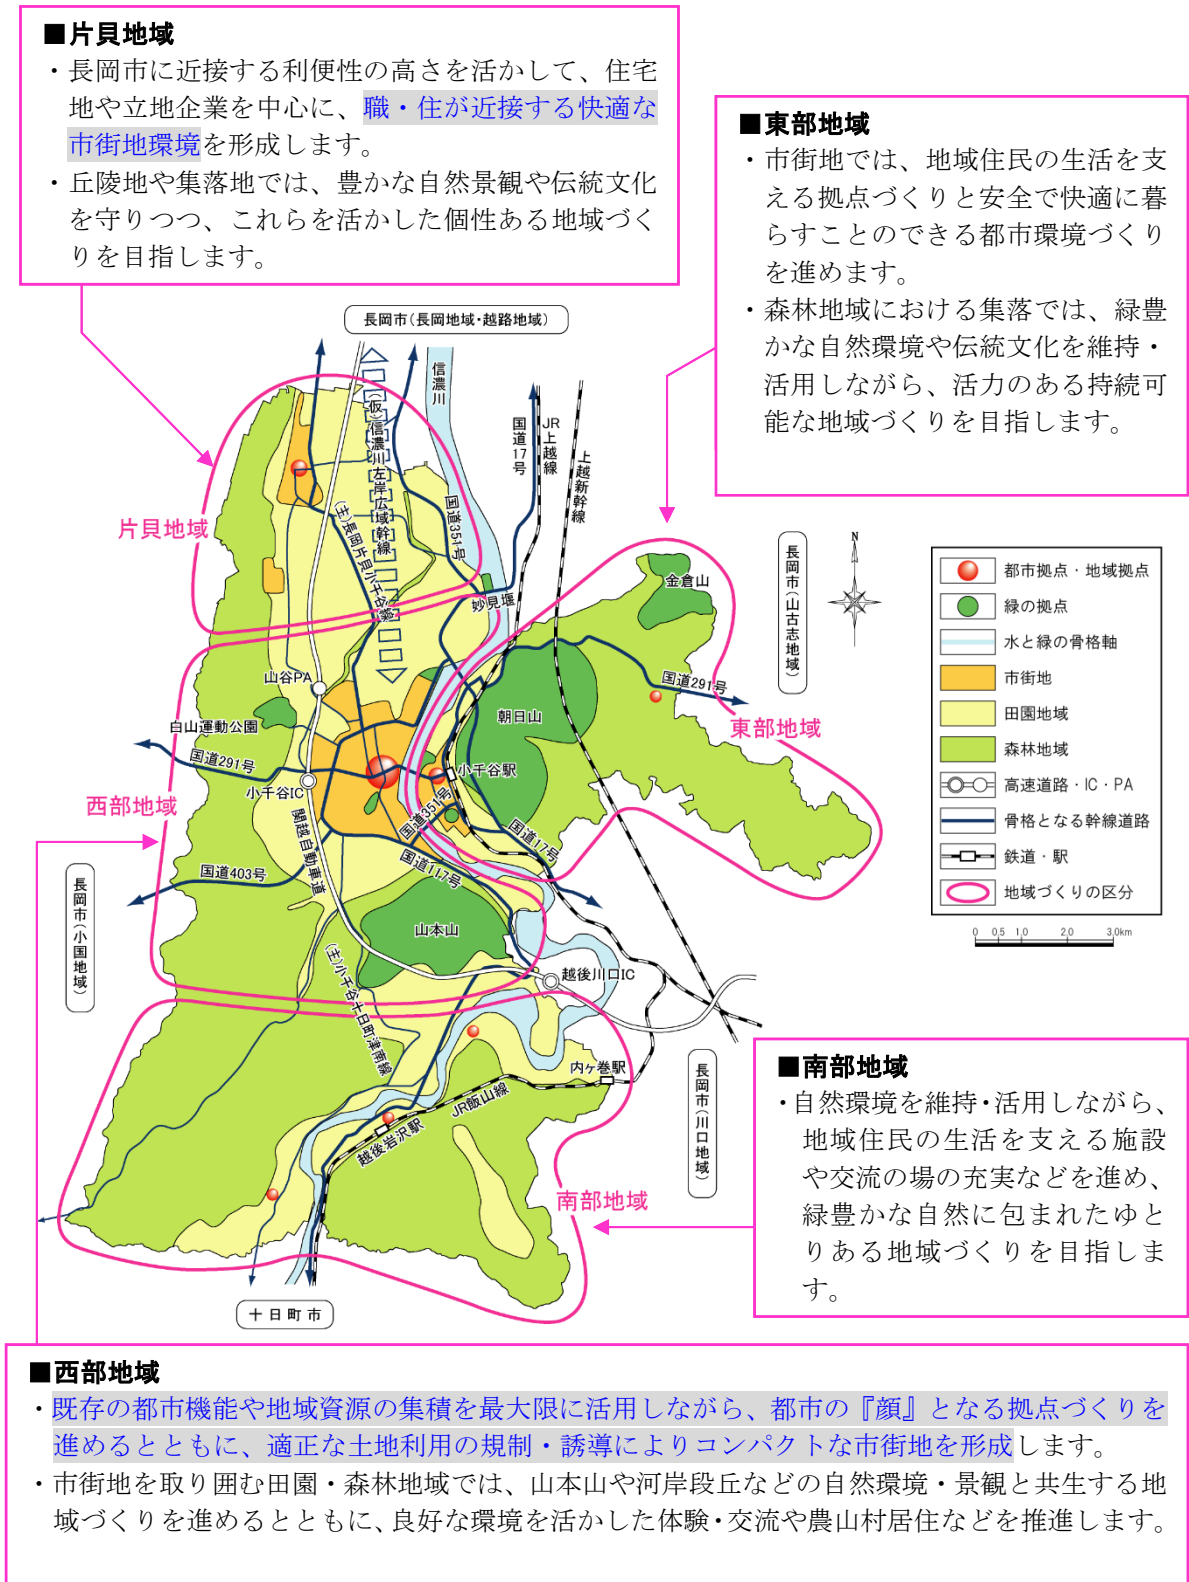 ■片貝地域
・長岡市に近接する利便性の高さを活かして、住宅
地や立地企業を中心に、職・住が近接する快適な
市街地環境を形成します。
・丘陵地や集落地では、豊かな自然景観や伝統文化
を守りつつ、これらを活かした個性ある地域づく
りを目指します。
■東部地域
・市街地では、地域住民の生活を支
える拠点づくりと安全で快適に暮
らすことのできる都市環境づくり
を進めます。
・森林地域における集落では、緑豊
かな自然環境や伝統文化を維持・
活用しながら、活力のある持続可
能な地域づくりを目指します。
長岡市(長岡地域・越路地域)
信濃川
(仮)信濃川左岸広域幹線
国道17号
JR上越線
上越新幹線
国道351号
(主)長岡片貝小千谷線
片貝地域
妙見堰
金倉山
長岡市(山古志地域)
N
山谷PA
白山運動公園
国道291号
小千谷IC
朝日山
国道291号
東部地域
小千谷駅
西部地域
関越自動車道
国道351号
国道17号
国道117号
国道403号
長岡市(小国地域)
山本山
(主)小千谷十日町津南線
越後川口IC
内ヶ巻駅
JR飯山線
越後岩沢駅
長岡市(川口地域)
南部地域
十日町市
都市拠点・地域拠点
緑の拠点
水と緑の骨格軸
市街地
田園地域
森林地域
高速道路・IC・PA
骨格となる幹線道路
鉄道・駅
地域づくりの区分
0 0.5 1.0 2.0 3.0km
■南部地域
・自然環境を維持・活用しながら、
地域住民の生活を支える施設
や交流の場の充実などを進め、
緑豊かな自然に包まれたゆと
りある地域づくりを目指しま
す。
■西部地域
・既存の都市機能や地域資源の集積を最大限に活用しながら、都市の『顔』となる拠点づくりを
進めるとともに、適正な土地利用の規制・誘導によりコンパクトな市街地を形成します。
・市街地を取り囲む田園・森林地域では、山本山や河岸段丘などの自然環境・景観と共生する地
域づくりを進めるとともに、良好な環境を活かした体験・交流や農山村居住などを推進します。